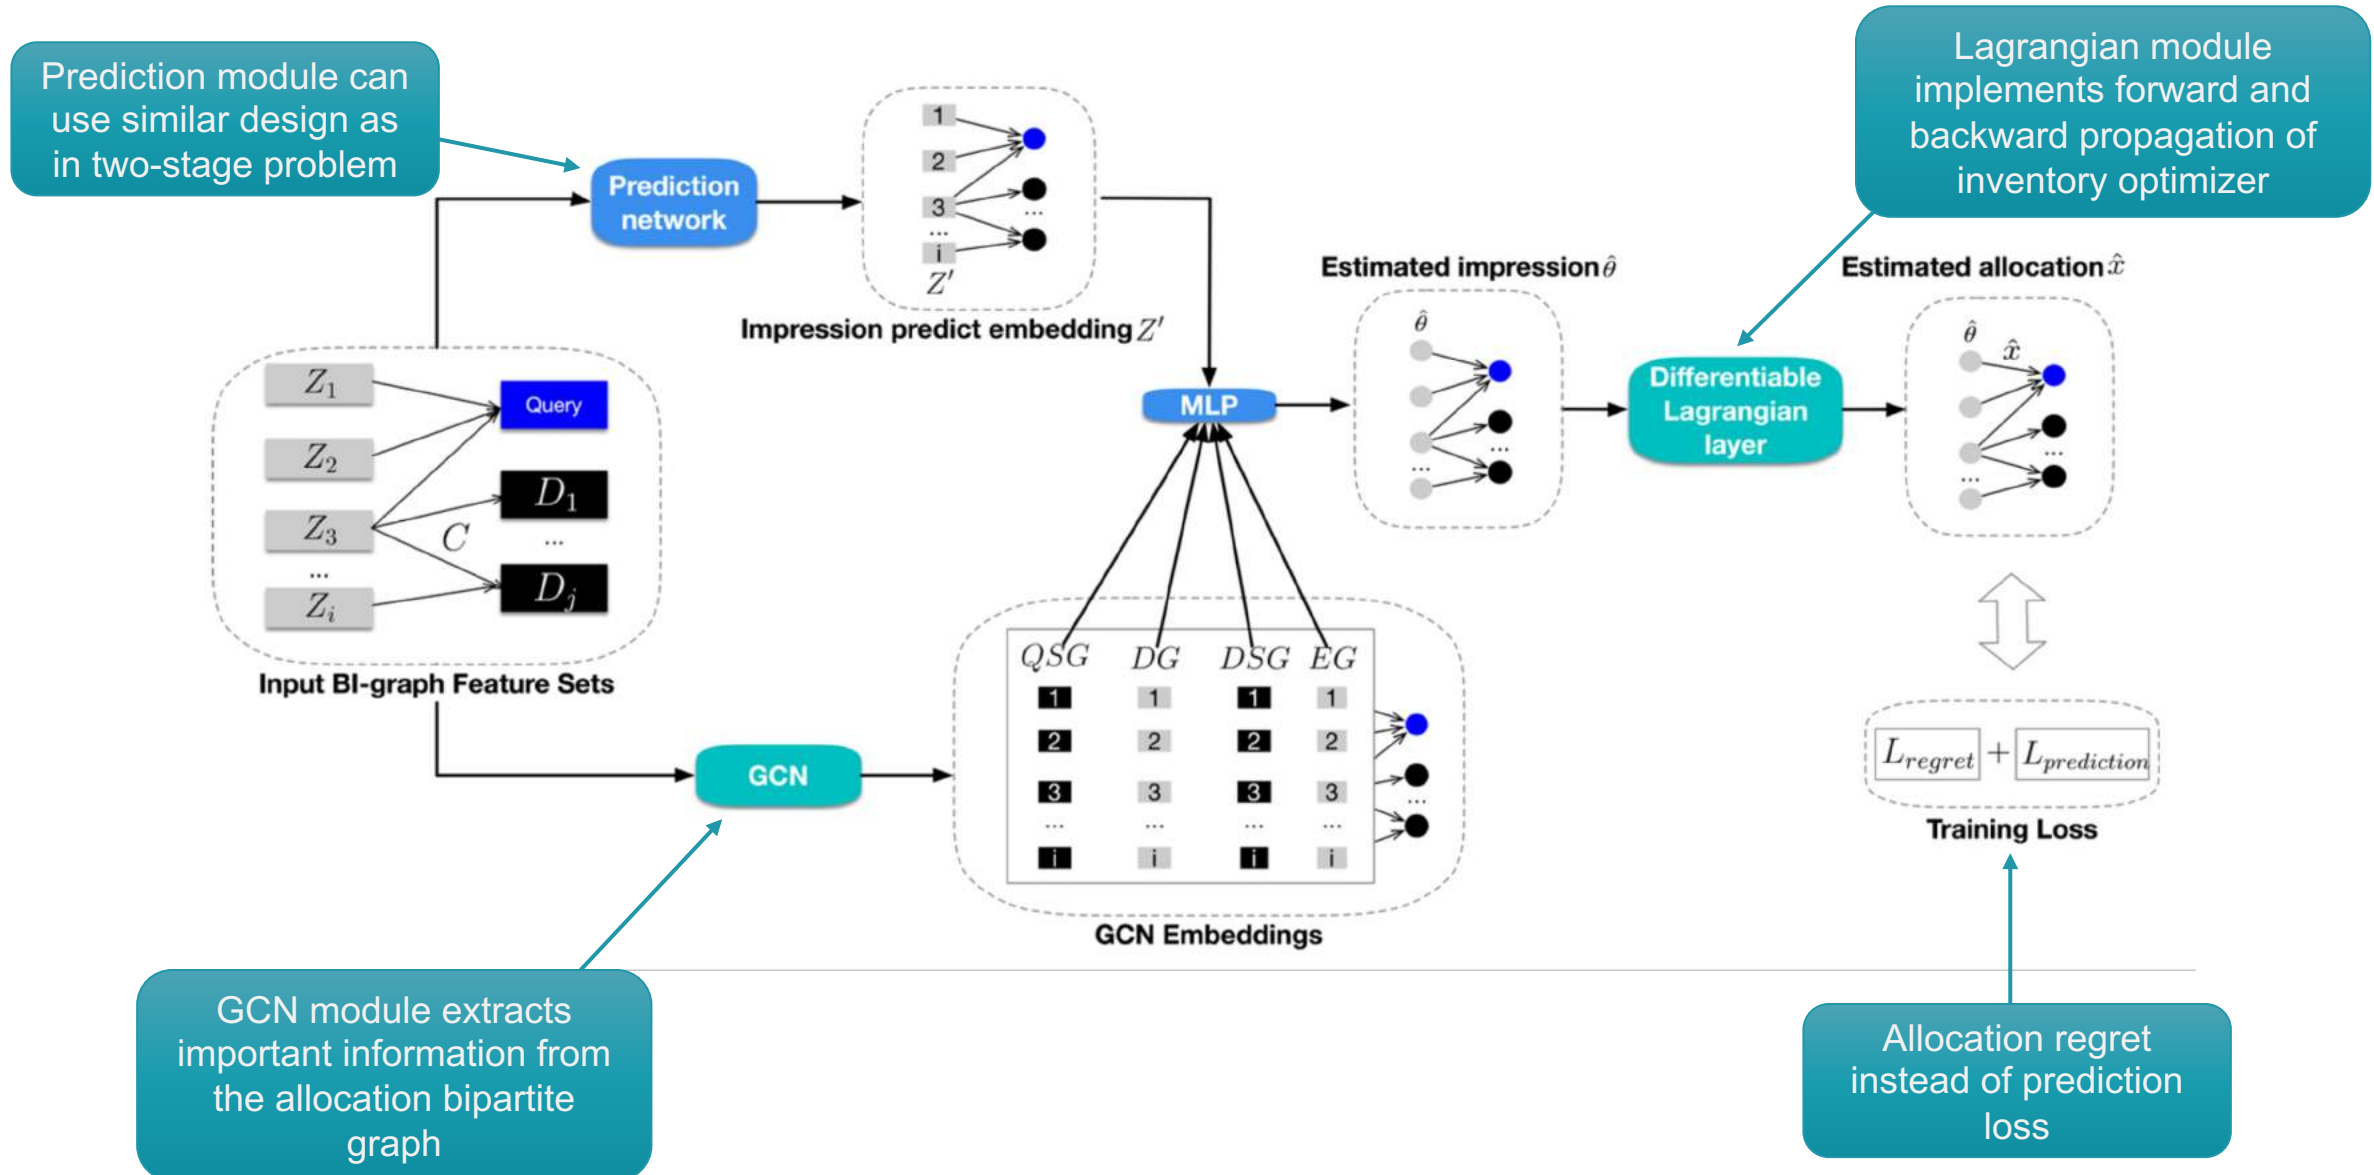 Prediction module can
use similar design as
in two-stage problem
Lagrangian module
implements forward and
backward propagation of
inventory optimizer
Prediction
network
1
2
3
...
i
Z′
...
Impression predict embedding Z′
Estimated impression θ̂
θ̂
...
...
Estimated allocation x̂
θ̂
x̂
...
...
Z₁
Z₂
Z₃
...
Zᵢ
C
Query
D₁
...
Dⱼ
Input BI-graph Feature Sets
MLP
Differentiable
Lagrangian
layer
GCN
QSG DG DSG EG
1 1 1 1
2 2 2 2
3 3 3 3
... ... ... ...
i i i i
...
GCN Embeddings
L_regret + L_prediction
Training Loss
GCN module extracts
important information from
the allocation bipartite
graph
Allocation regret
instead of prediction
loss